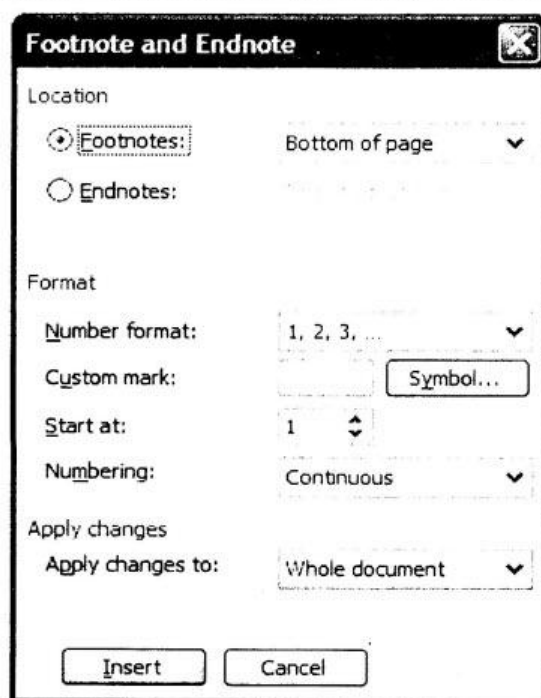 Footnote and Endnote
Location
Footnotes: Bottom of page
Endnotes:
Format
Number format: 1, 2, 3, ...
Custom mark: Symbol...
Start at: 1
Numbering: Continuous
Apply changes
Apply changes to: Whole document
Insert Cancel